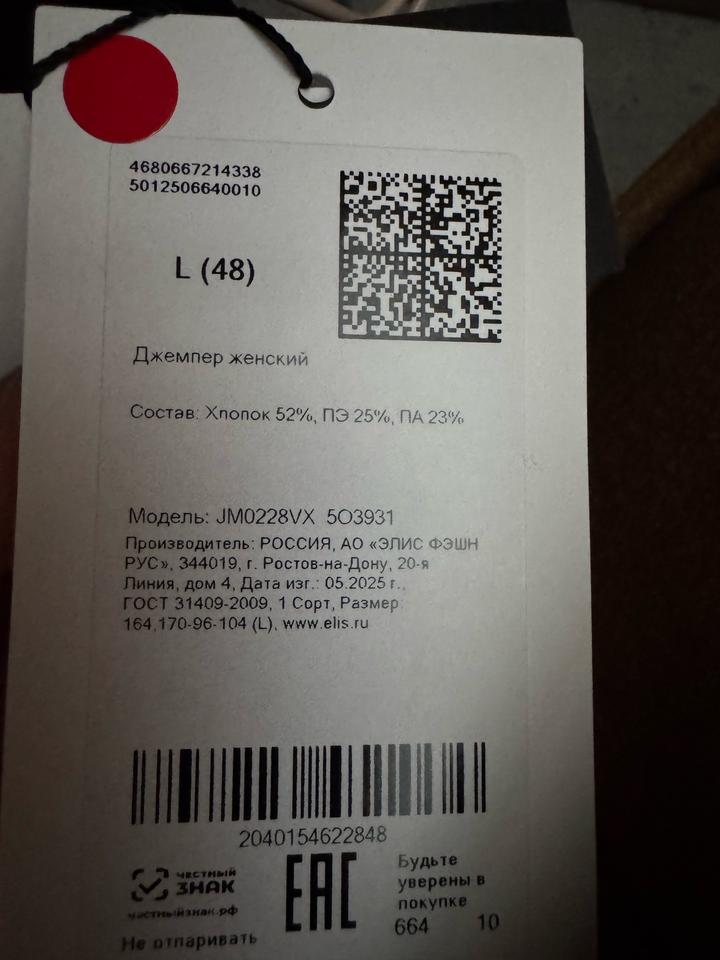 4680667214338
5012506640010
L (48)
Джемпер женский
Состав: Хлопок 52%, ПЭ 25%, ПА 23%
Модель: JM0228VX 5O3931
Производитель: РОССИЯ, АО «ЭЛИС ФЭШН
РУС», 344019, г. Ростов-на-Дону, 20-я
Линия, дом 4, Дата изг.: 05.2025 г.,
ГОСТ 31409-2009, 1 Сорт, Размер:
164,170-96-104 (L), www.elis.ru
2040154622848
ЧЕСТНЫЙ
ЗНАК
честныйзнак.рф
EAC
Будьте
уверены в
покупке
664 10
Не отпаривать